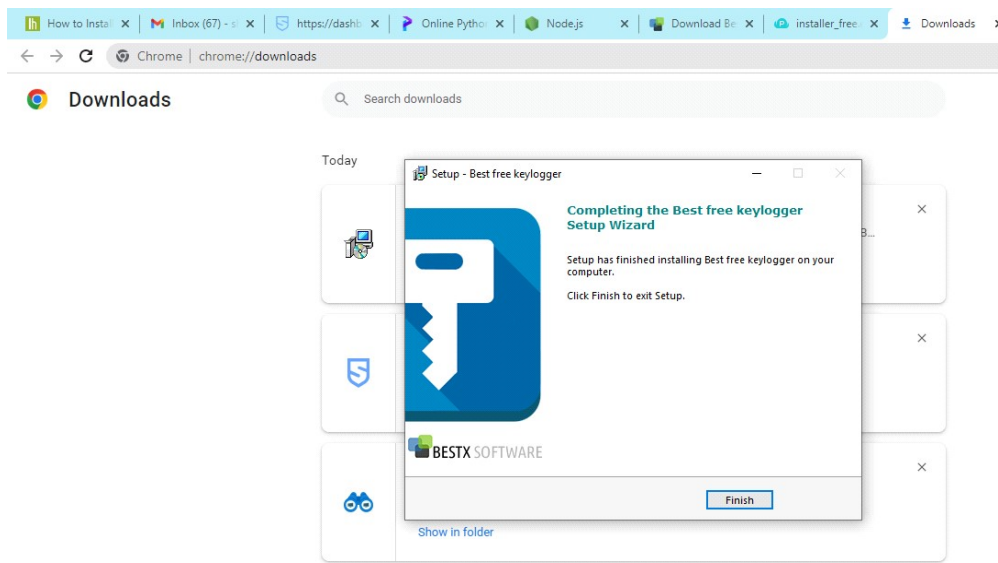 How to Instal
Inbox (67) - s
https://dashb
Online Pytho
Node.js
Download Be
installer_free
Downloads
Chrome | chrome://downloads
Downloads
Search downloads
Today
Setup - Best free keylogger
Completing the Best free keylogger
Setup Wizard
Setup has finished installing Best free keylogger on your
computer.
Click Finish to exit Setup.
B...
BESTX SOFTWARE
Finish
Show in folder